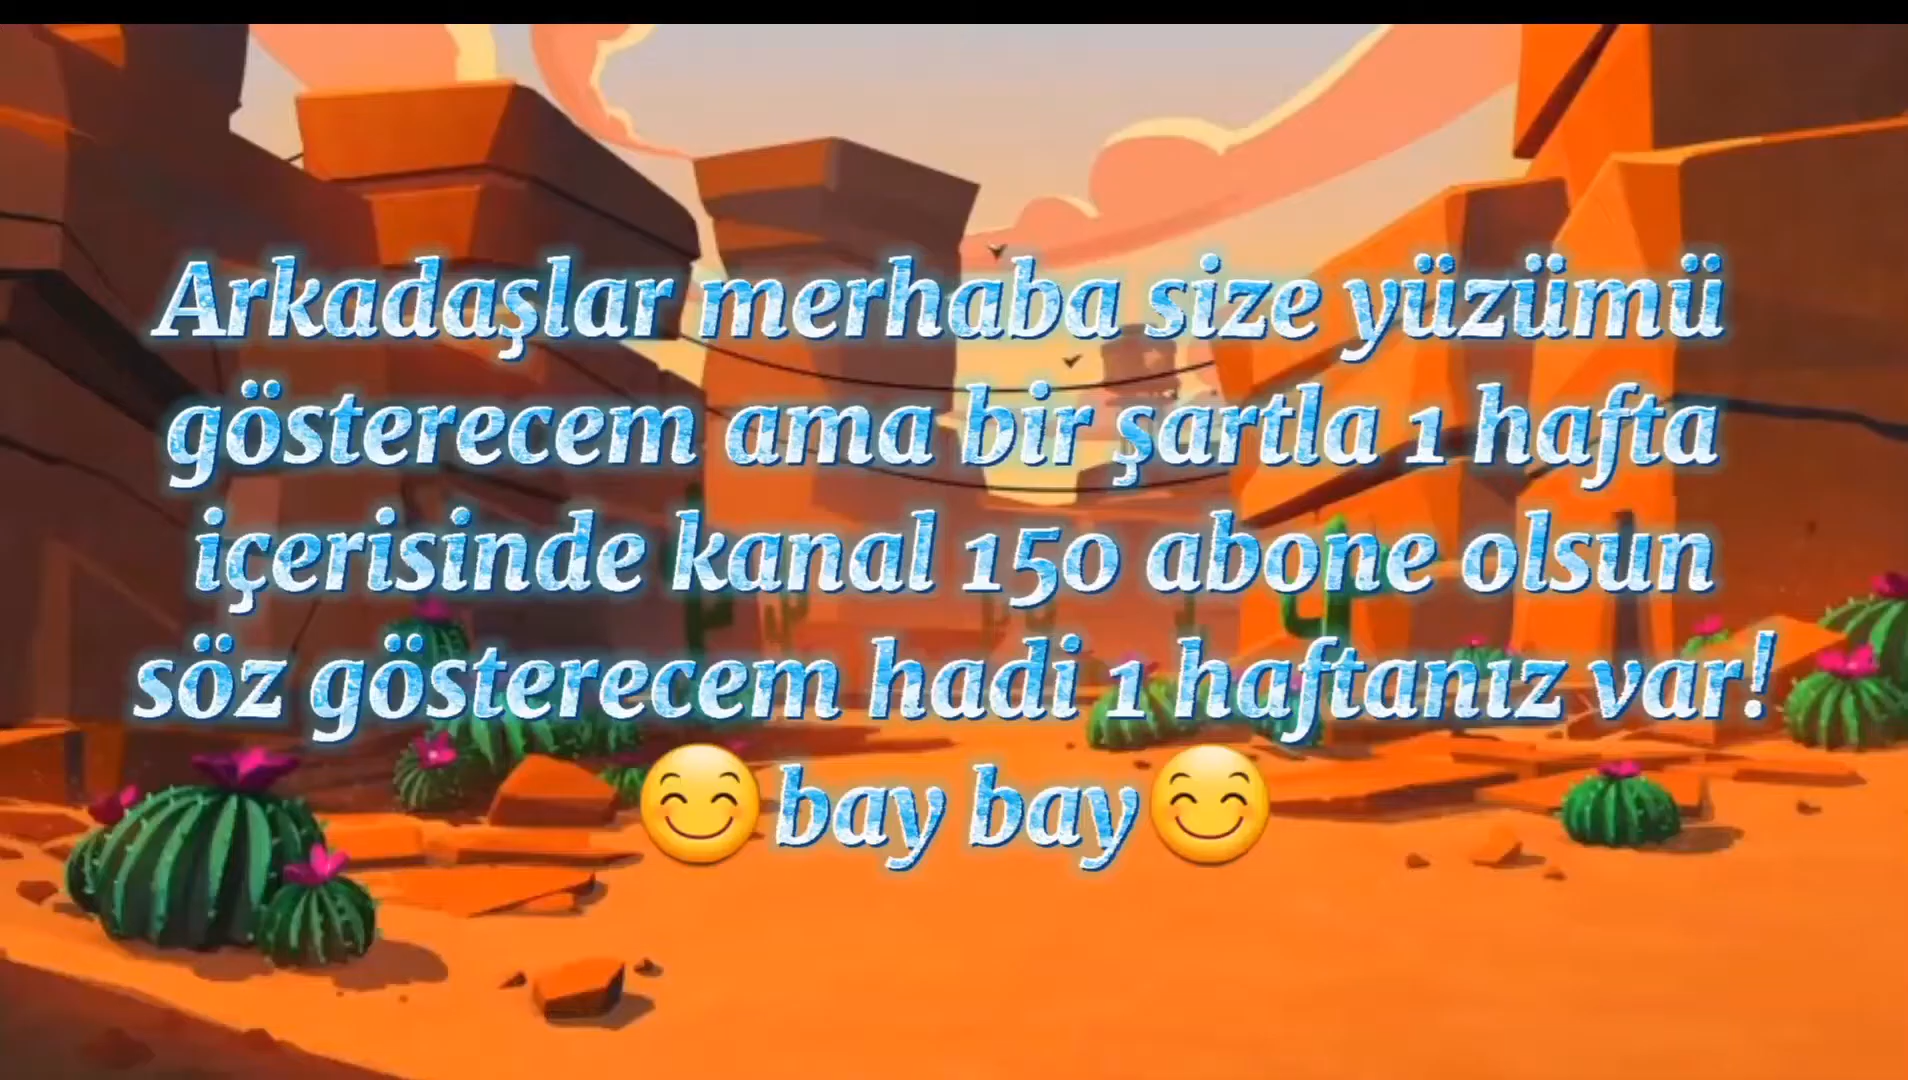 Arkadaşlar merhaba size yüzümü
gösterecem ama bir şartla 1 hafta
içerisinde kanal 150 abone olsun
söz gösterecem hadi 1 haftanız var!
😊bay bay😊